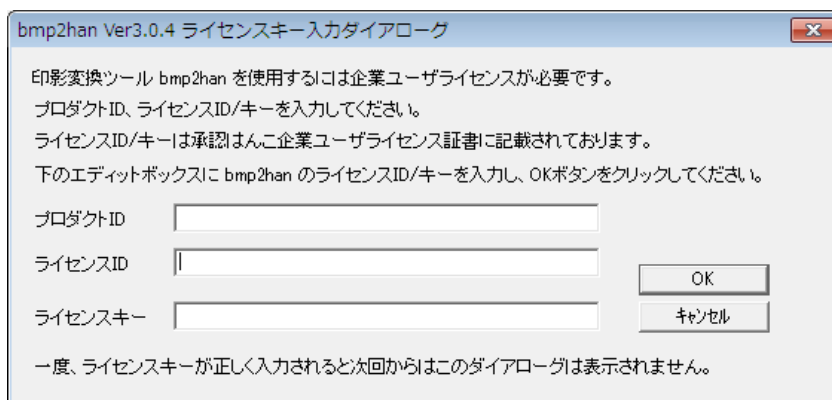 bmp2han Ver3.0.4 ライセンスキー入力ダイアローグ
印影変換ツール bmp2han を使用するには企業ユーザライセンスが必要です。
プロダクトID、ライセンスID/キーを入力してください。
ライセンスID/キーは承認はんこ企業ユーザライセンス証書に記載されております。
下のエディットボックスに bmp2han のライセンスID/キーを入力し、OKボタンをクリックしてください。
プロダクトID
ライセンスID
OK
ライセンスキー
キャンセル
一度、ライセンスキーが正しく入力されると次回からはこのダイアローグは表示されません。